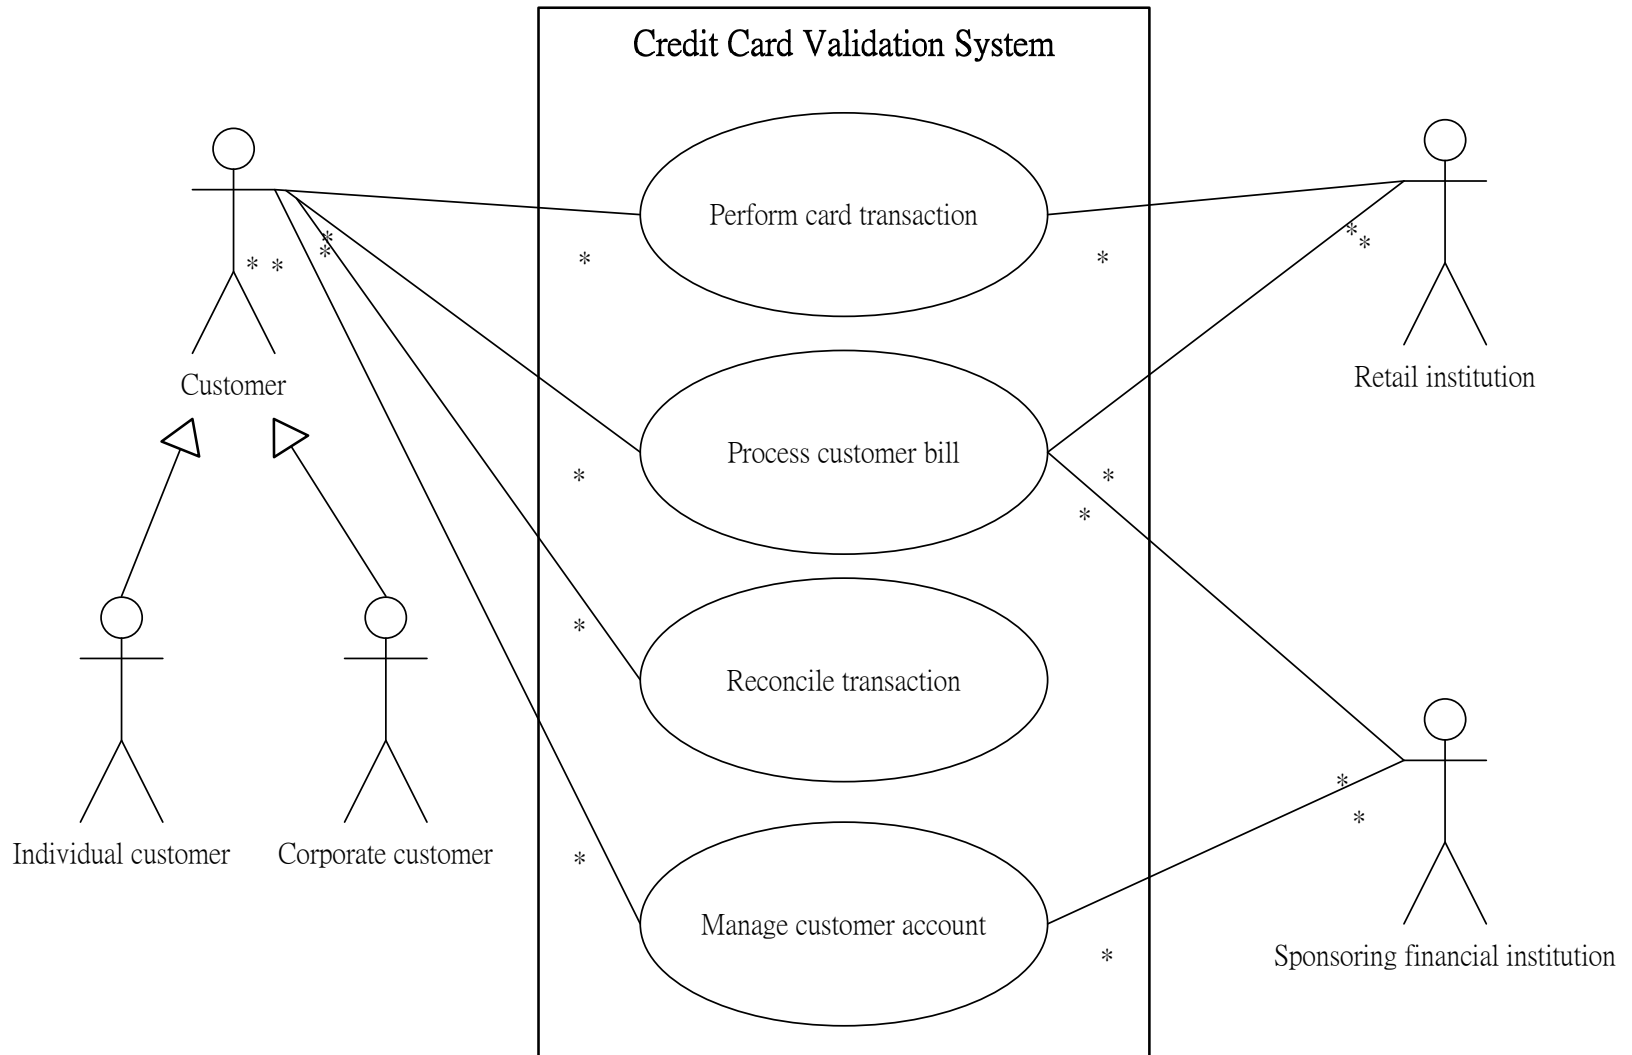 Credit Card Validation System
Perform card transaction
* *
* *
* * * *
* *
Customer
Retail institution
Process customer bill
* *
*
*
Reconcile transaction
*
*
Individual customer
Corporate customer
*
Manage customer account
*
Sponsoring financial institution